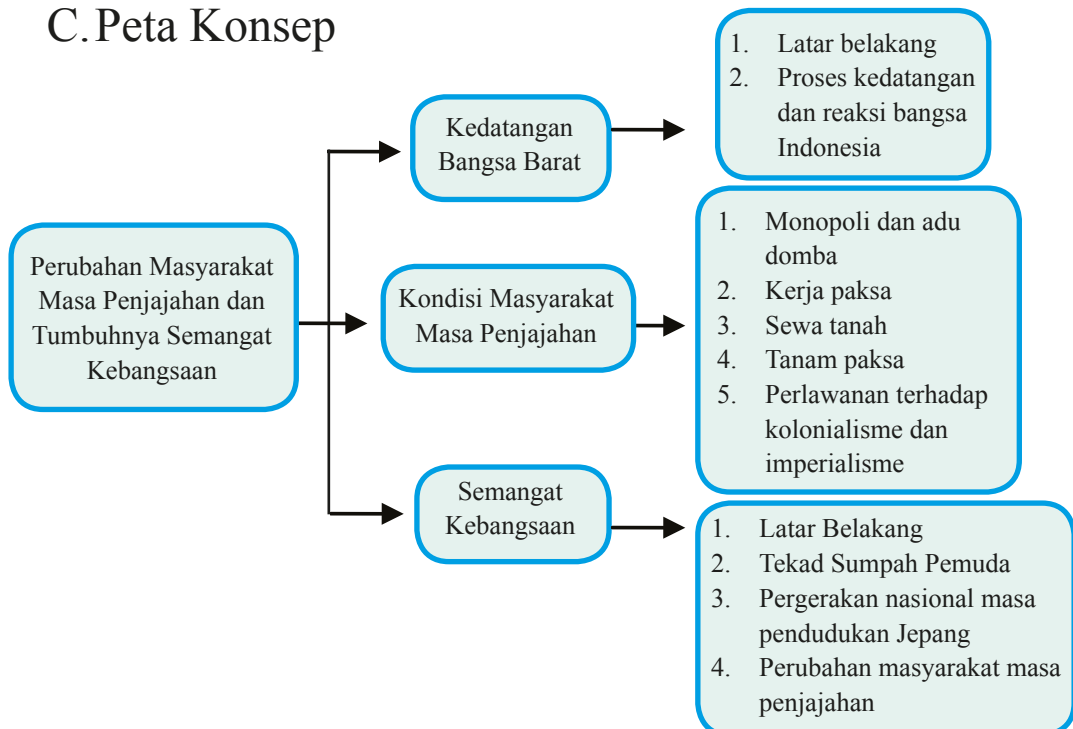 C. Peta Konsep
Perubahan Masyarakat
Masa Penjajahan dan
Tumbuhnya Semangat
Kebangsaan
Kedatangan
Bangsa Barat
1. Latar belakang
2. Proses kedatangan
dan reaksi bangsa
Indonesia
Kondisi Masyarakat
Masa Penjajahan
1. Monopoli dan adu
domba
2. Kerja paksa
3. Sewa tanah
4. Tanam paksa
5. Perlawanan terhadap
kolonialisme dan
imperialisme
Semangat
Kebangsaan
1. Latar Belakang
2. Tekad Sumpah Pemuda
3. Pergerakan nasional masa
pendudukan Jepang
4. Perubahan masyarakat masa
penjajahan